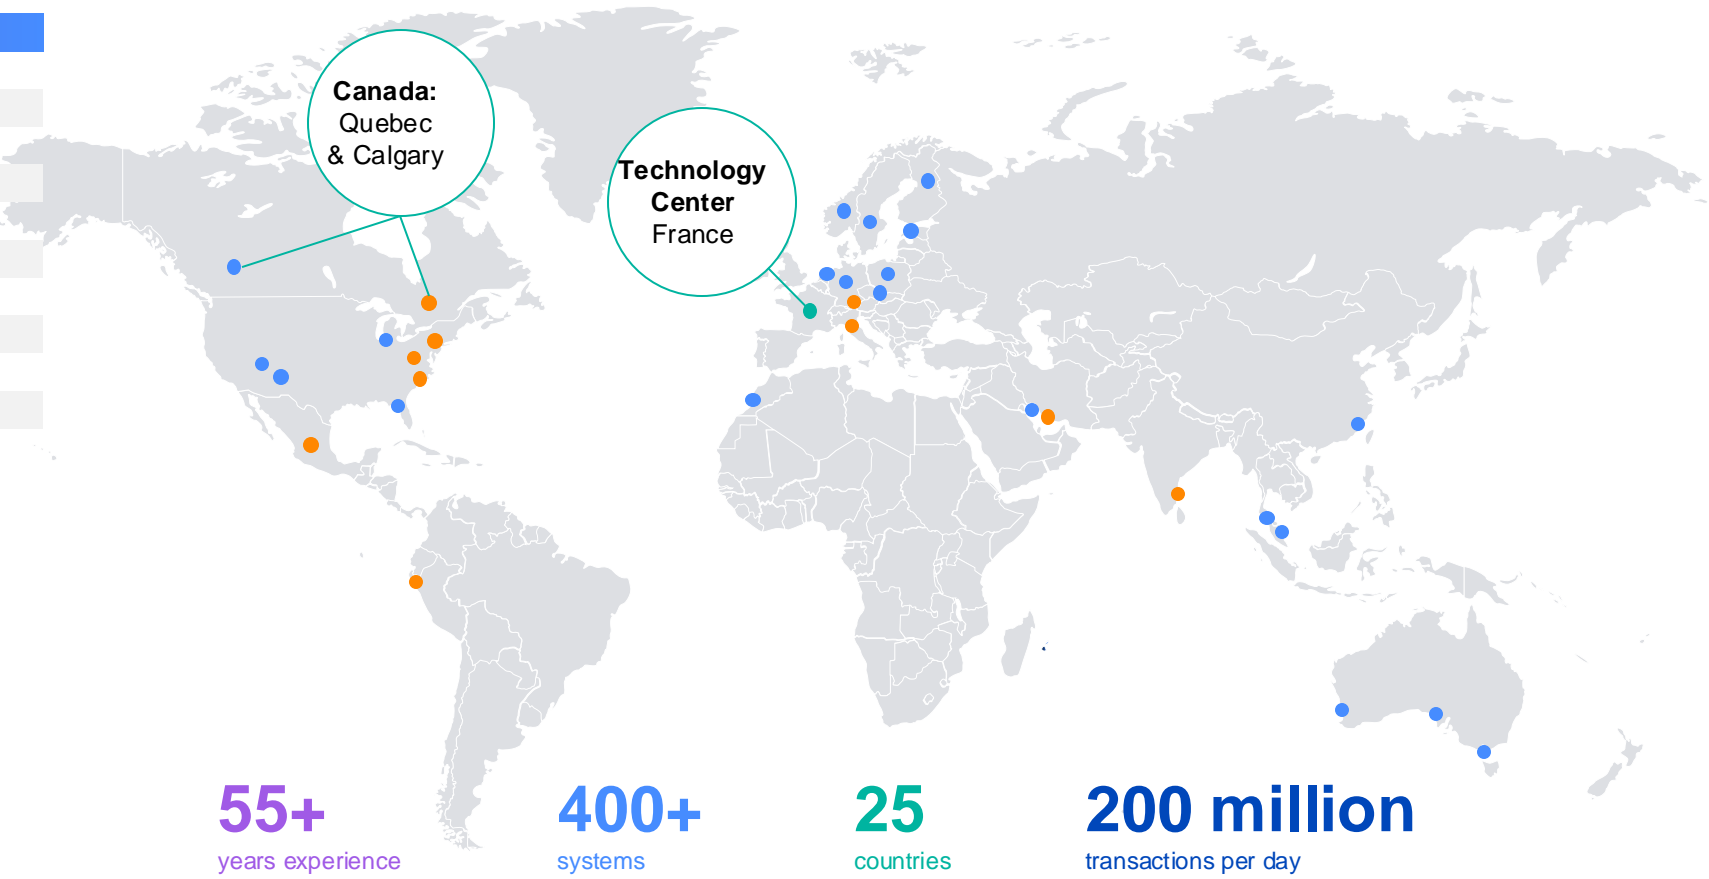 Canada:
Quebec
& Calgary
Technology
Center
France
55+
years experience
400+
systems
25
countries
200 million
transactions per day